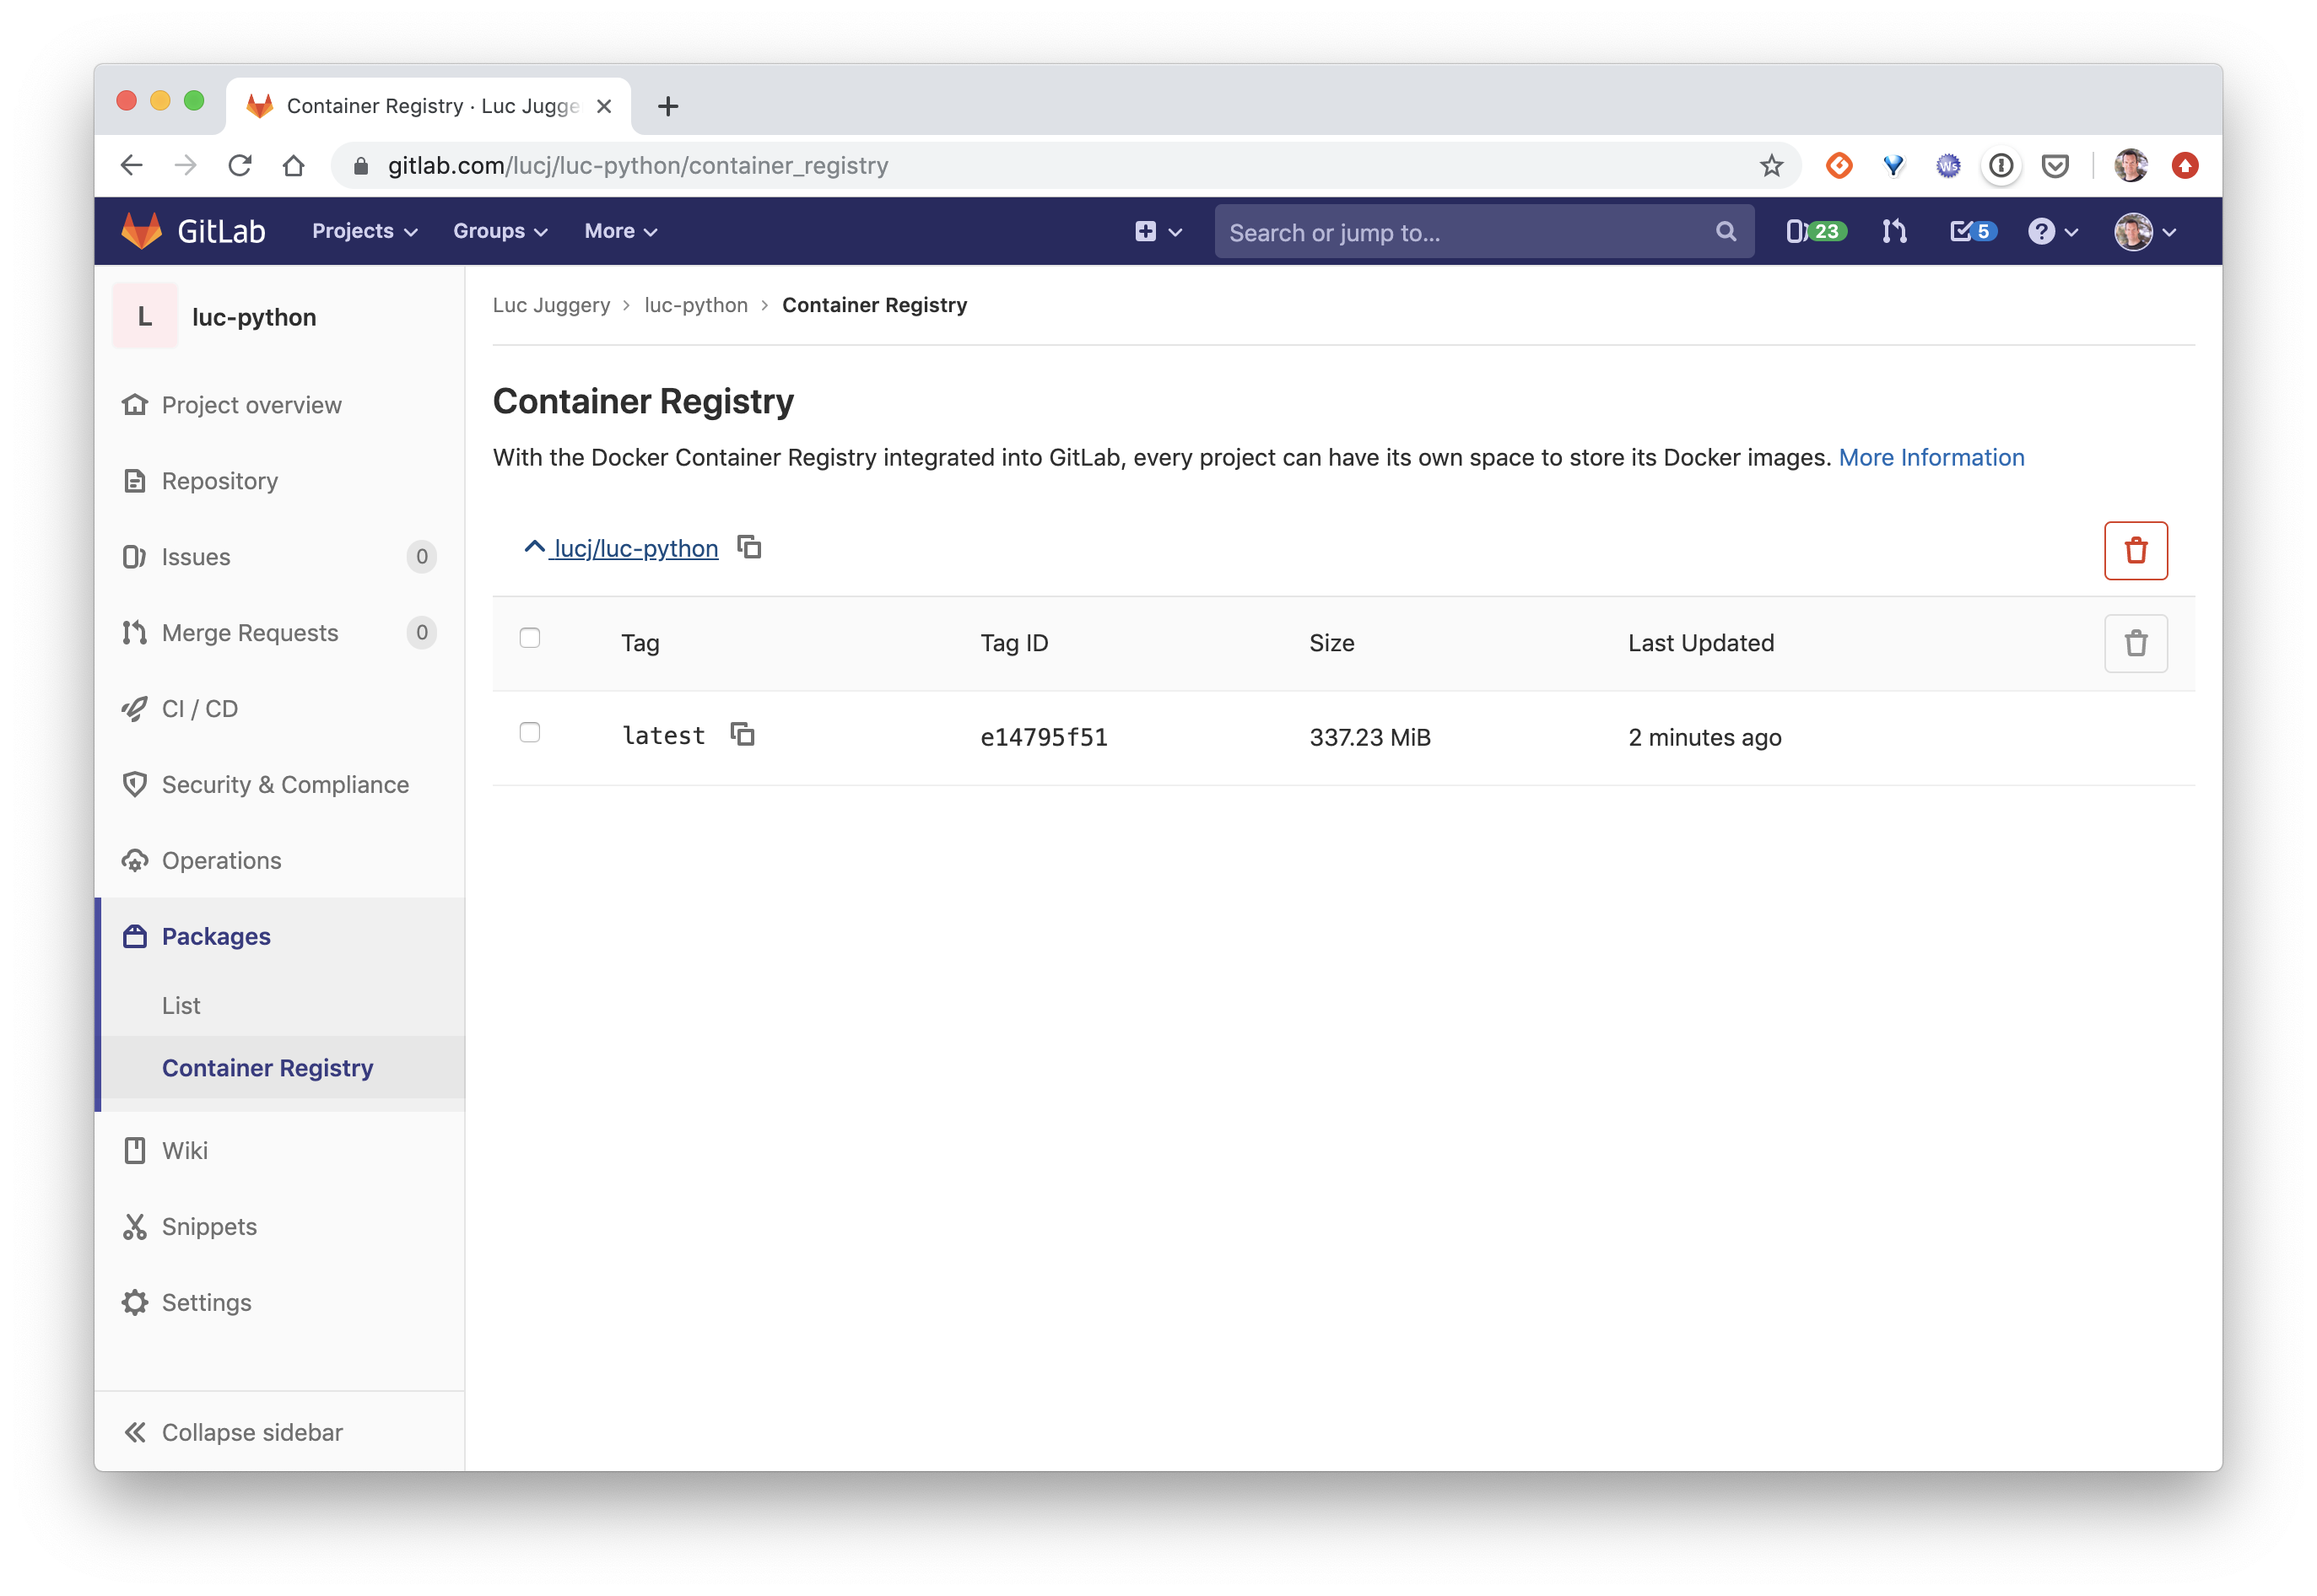 Container Registry · Luc Jugge
gitlab.com/lucj/luc-python/container_registry
Ws
GitLab
Projects
Groups
More
Search or jump to...
23
5
L
luc-python
Project overview
Repository
Issues 0
Merge Requests 0
CI / CD
Security & Compliance
Operations
Packages
List
Container Registry
Wiki
Snippets
Settings
Collapse sidebar
Luc Juggery > luc-python > Container Registry
Container Registry
With the Docker Container Registry integrated into GitLab, every project can have its own space to store its Docker images. More Information
lucj/luc-python
Tag Tag ID Size Last Updated
latest e14795f51 337.23 MiB 2 minutes ago